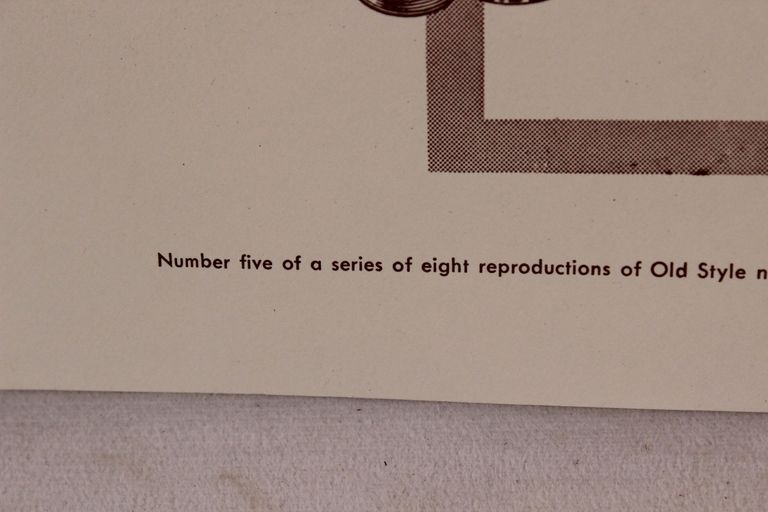 Number five of a series of eight reproductions of Old Style n